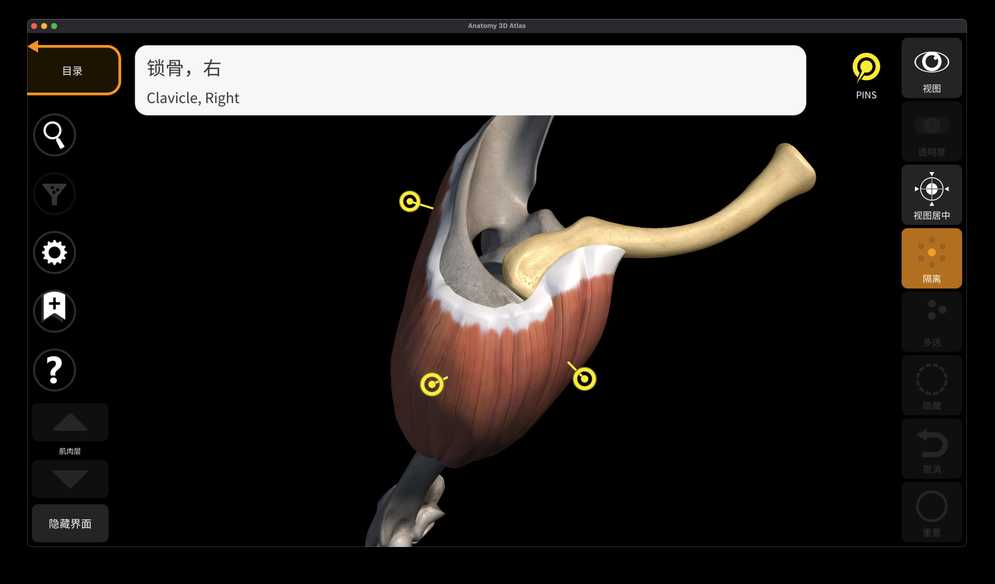 Anatomy 3D Atlas
目录
锁骨，右
Clavicle, Right
PINS
视图
透明度
视图居中
隔离
多选
隐藏
取消
重置
肌肉层
隐藏界面